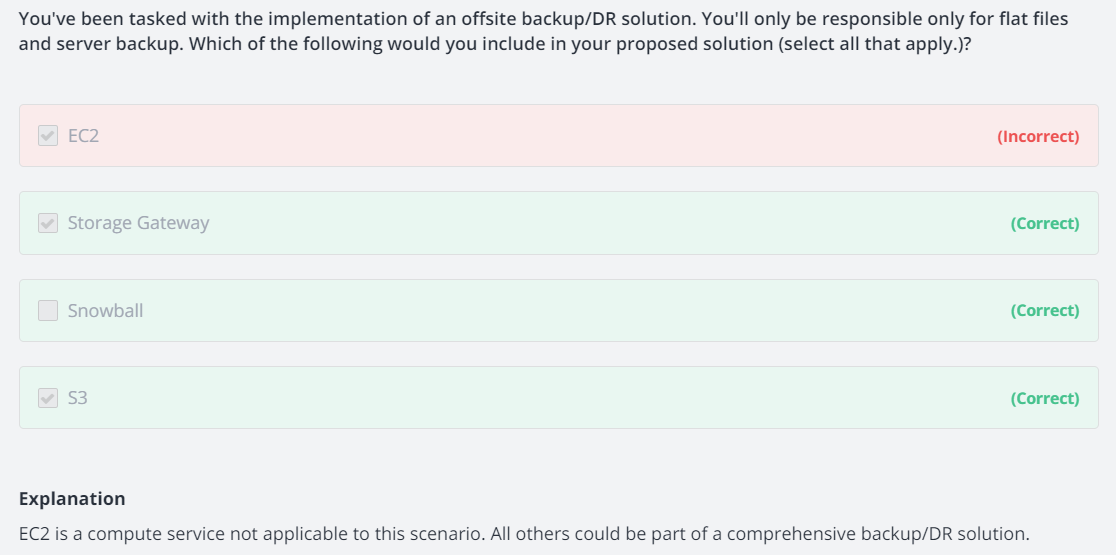 You've been tasked with the implementation of an offsite backup/DR solution. You'll only be responsible only for flat files
and server backup. Which of the following would you include in your proposed solution (select all that apply.)?
EC2 (Incorrect)
Storage Gateway (Correct)
Snowball (Correct)
S3 (Correct)
Explanation
EC2 is a compute service not applicable to this scenario. All others could be part of a comprehensive backup/DR solution.